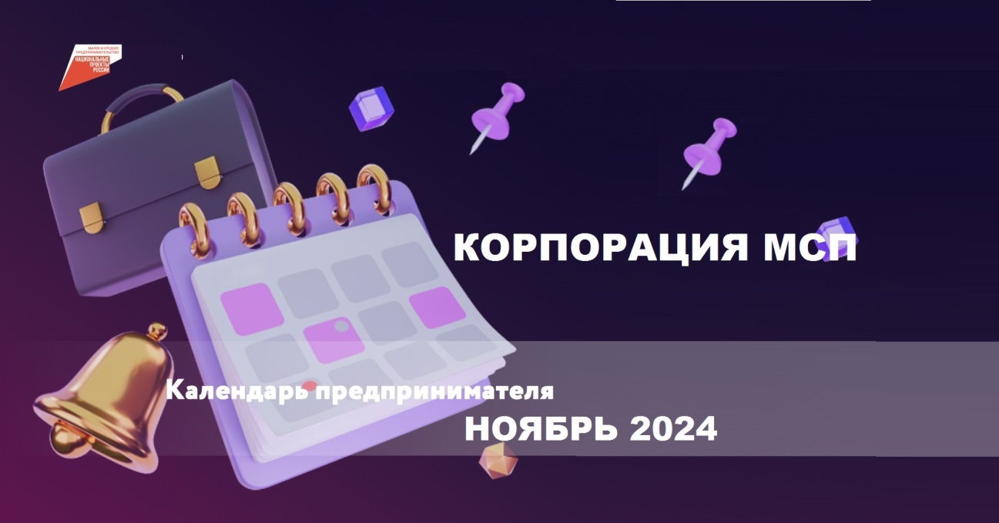 МАЛОЕ И СРЕДНЕЕ
ПРЕДПРИНИМАТЕЛЬСТВО
НАЦИОНАЛЬНЫЕ
ПРОЕКТЫ
РОССИИ
КОРПОРАЦИЯ МСП
Календарь предпринимателя
НОЯБРЬ 2024